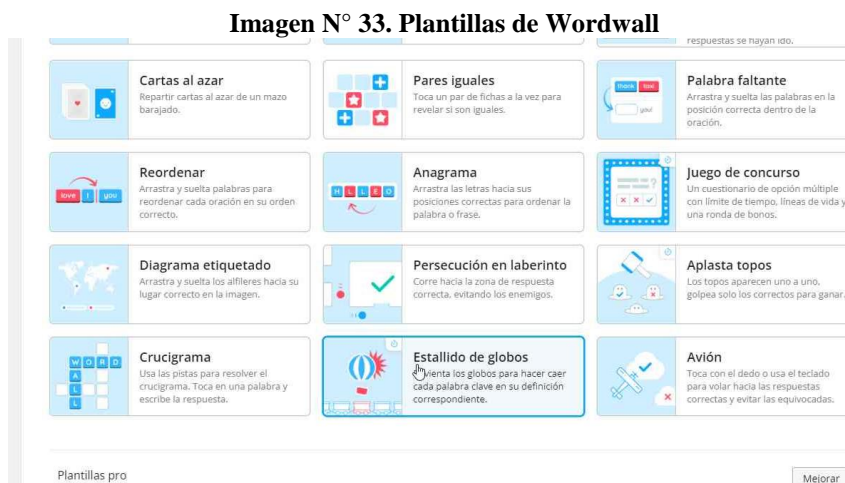 Imagen N° 33. Plantillas de Wordwall
respuestas se hayan ido.
Cartas al azar
Repartir cartas al azar de un mazo
barajado.
Pares iguales
Toca un par de fichas a la vez para
revelar si son iguales.
Palabra faltante
Arrastra y suelta las palabras en la
posición correcta dentro de la
oración.
thank
you!
Reordenar
Arrastra y suelta palabras para
reordenar cada oración en su orden
correcto.
love I you
Anagrama
Arrastra las letras hacia sus
posiciones correctas para ordenar la
palabra o frase.
H L L E O
Juego de concurso
Un cuestionario de opción múltiple
con límite de tiempo, líneas de vida y
una ronda de bonos.
Diagrama etiquetado
Arrastra y suelta los alfileres hacia su
lugar correcto en la imagen.
Persecución en laberinto
Corre hacia la zona de respuesta
correcta, evitando los enemigos.
Aplasta topos
Los topos aparecen uno a uno,
golpea solo los correctos para ganar.
Crucigrama
Usa las pistas para resolver el
crucigrama. Toca en una palabra y
escribe la respuesta.
W O R D
A
L
L
Estallido de globos
los globos para hacer caer
cada palabra clave en su definición
correspondiente.
Avión
Toca con el dedo o usa el teclado
para volar hacia las respuestas
correctas y evitar las equivocadas.
Plantillas pro
Mejorar